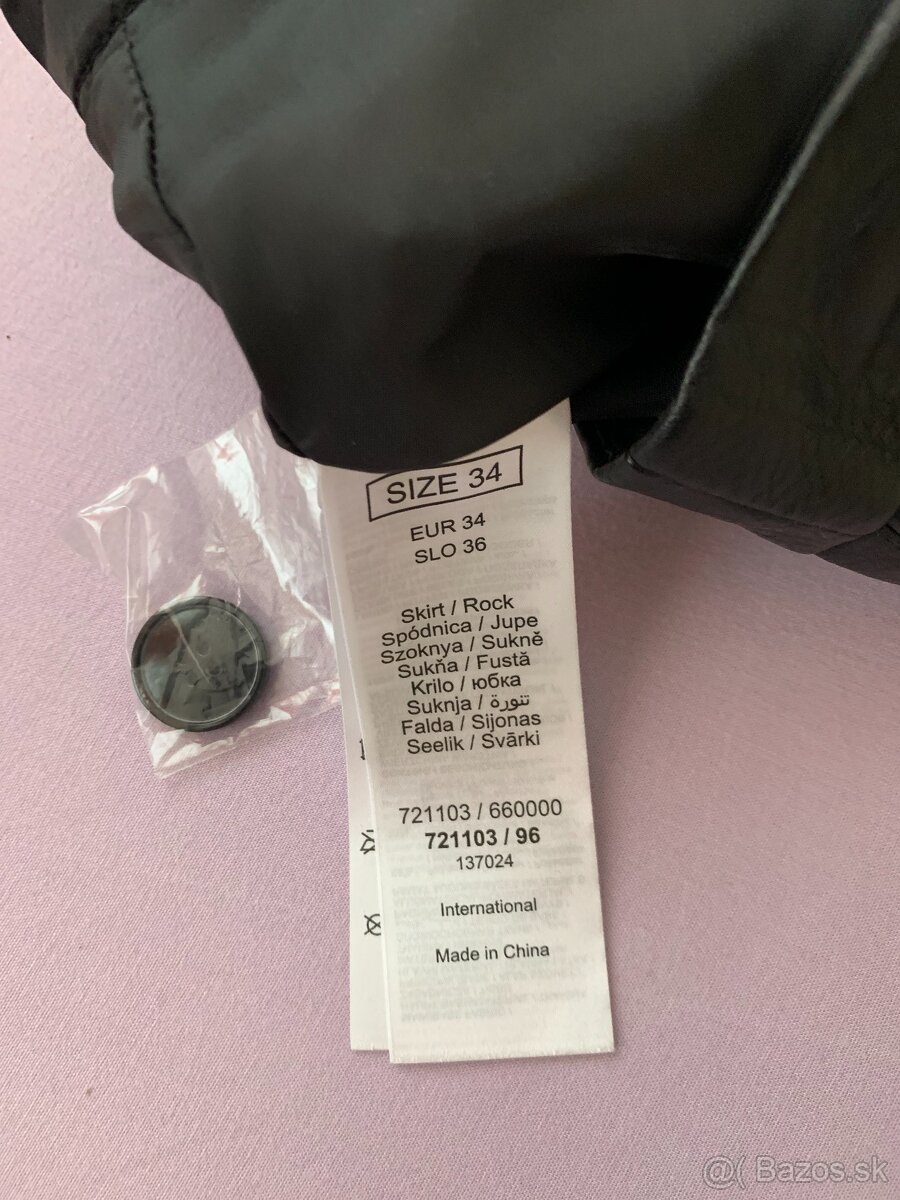 SIZE 34
EUR 34
SLO 36
Skirt / Rock
Spódnica / Jupe
Szoknya / Sukně
Sukňa / Fustă
Krilo / юбка
Suknja / تنورة
Falda / Sijonas
Seelik / Svārki
721103 / 660000
721103 / 96
137024
International
Made in China
@( Bazos.sk